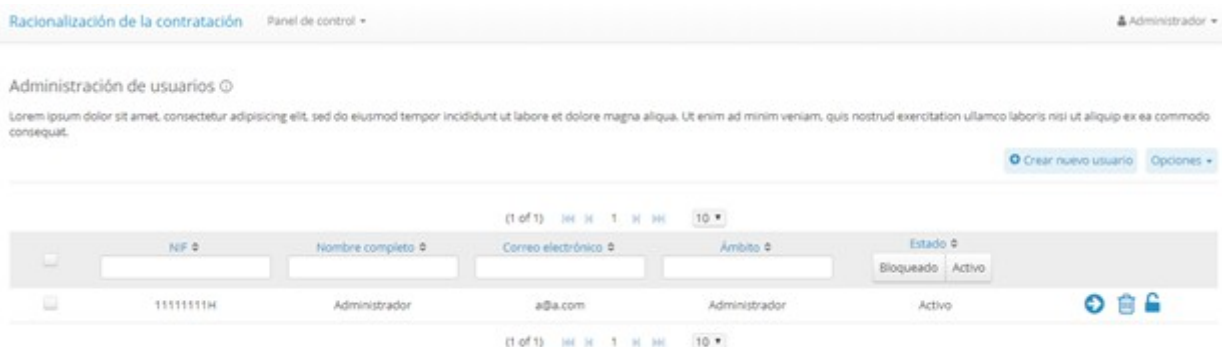 Racionalización de la contratación Panel de control Administrador
Administración de usuarios
Lorem ipsum dolor sit amet, consectetur adipisicing elit, sed do eiusmod tempor incididunt ut labore et dolore magna aliqua. Ut enim ad minim veniam, quis nostrud exercitation ullamco laboris nisi ut aliquip ex ea commodo
consequat.
Crear nuevo usuario Opciones
(1 of 1) 1 10
NIF Nombre completo Correo electrónico Ámbito Estado
Bloqueado Activo
11111111H Administrador a@a.com Administrador Activo
(1 of 1) 1 10